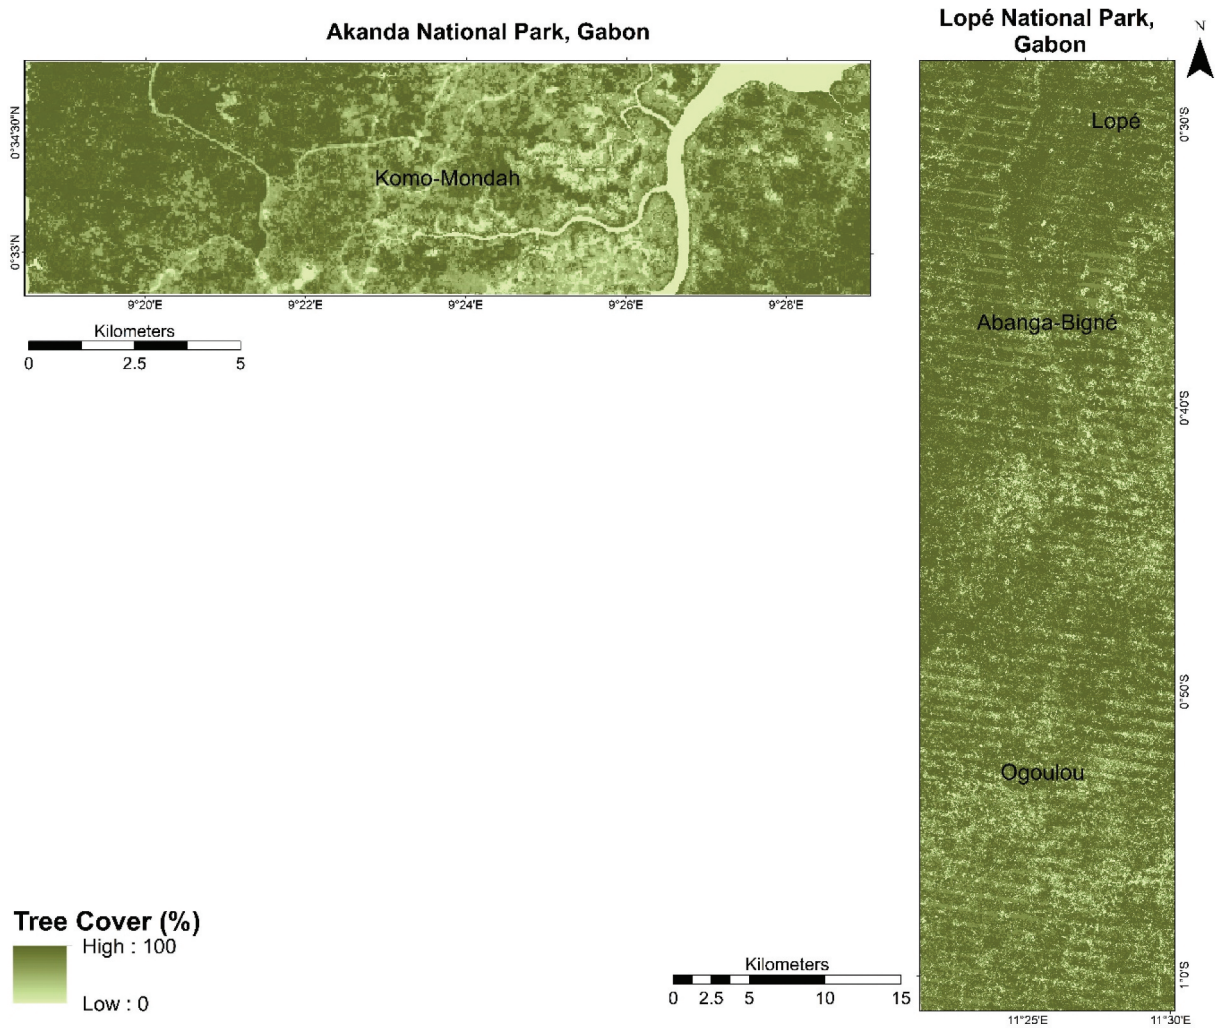 Akanda National Park, Gabon
Lopé National Park,
Gabon
N
0°34'30"N
0°33'N
Komo-Mondah
9°20'E
9°22'E
9°24'E
9°26'E
9°28'E
Kilometers
0
2.5
5
Lopé
Abanga-Bigné
Ogoulou
0°30'S
0°40'S
0°50'S
1°0'S
11°25'E
11°30'E
Tree Cover (%)
High : 100
Low : 0
Kilometers
0 2.5 5 10 15